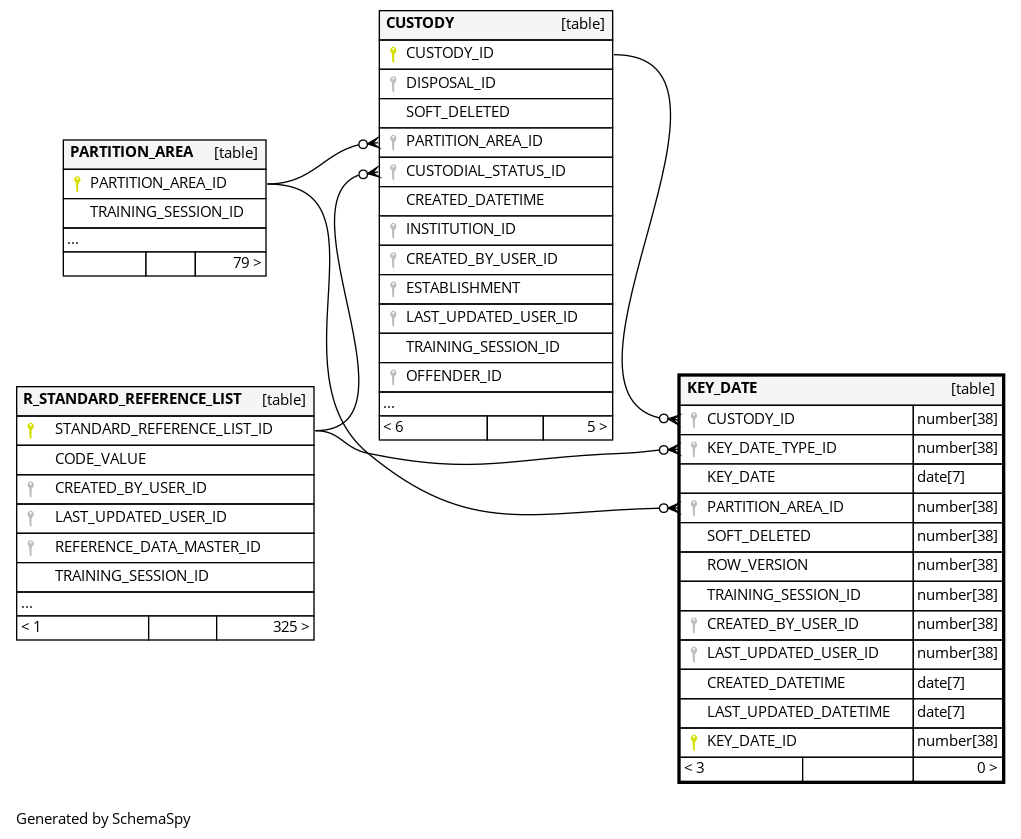 CUSTODY [table]
CUSTODY_ID
DISPOSAL_ID
SOFT_DELETED
PARTITION_AREA_ID
CUSTODIAL_STATUS_ID
CREATED_DATETIME
INSTITUTION_ID
CREATED_BY_USER_ID
ESTABLISHMENT
LAST_UPDATED_USER_ID
TRAINING_SESSION_ID
OFFENDER_ID
...
< 6 5 >
PARTITION_AREA [table]
PARTITION_AREA_ID
TRAINING_SESSION_ID
...
79 >
R_STANDARD_REFERENCE_LIST [table]
STANDARD_REFERENCE_LIST_ID
CODE_VALUE
CREATED_BY_USER_ID
LAST_UPDATED_USER_ID
REFERENCE_DATA_MASTER_ID
TRAINING_SESSION_ID
...
< 1 325 >
KEY_DATE [table]
CUSTODY_ID number[38]
KEY_DATE_TYPE_ID number[38]
KEY_DATE date[7]
PARTITION_AREA_ID number[38]
SOFT_DELETED number[38]
ROW_VERSION number[38]
TRAINING_SESSION_ID number[38]
CREATED_BY_USER_ID number[38]
LAST_UPDATED_USER_ID number[38]
CREATED_DATETIME date[7]
LAST_UPDATED_DATETIME date[7]
KEY_DATE_ID number[38]
< 3 0 >
Generated by SchemaSpy